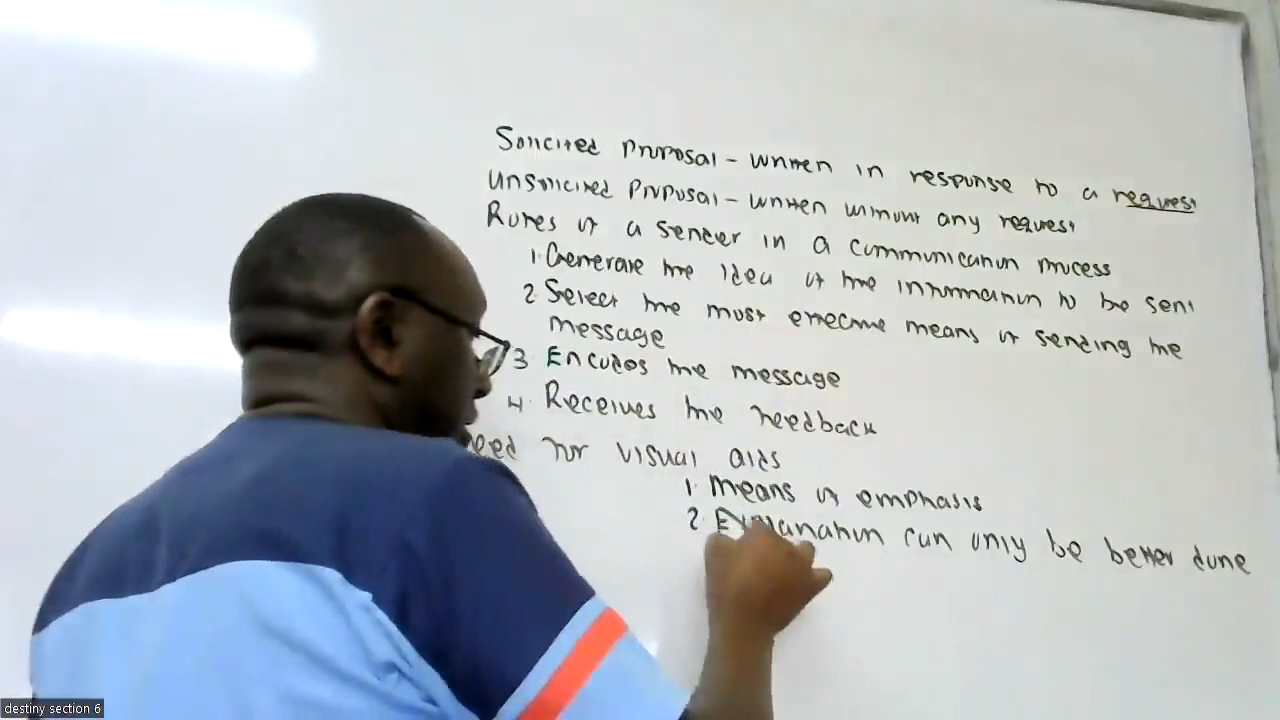 Solicited Proposal - written in response to a request
Unsolicited Proposal - written without any request
Roles of a sender in a communication process
1. Generate the idea of the information to be sent
2. Select the most effective means of sending the
message
3. Encodes the message
4. Receives the feedback
need for visual aids
1. Means of emphasis
2. Explanation can only be better done
destiny section 6